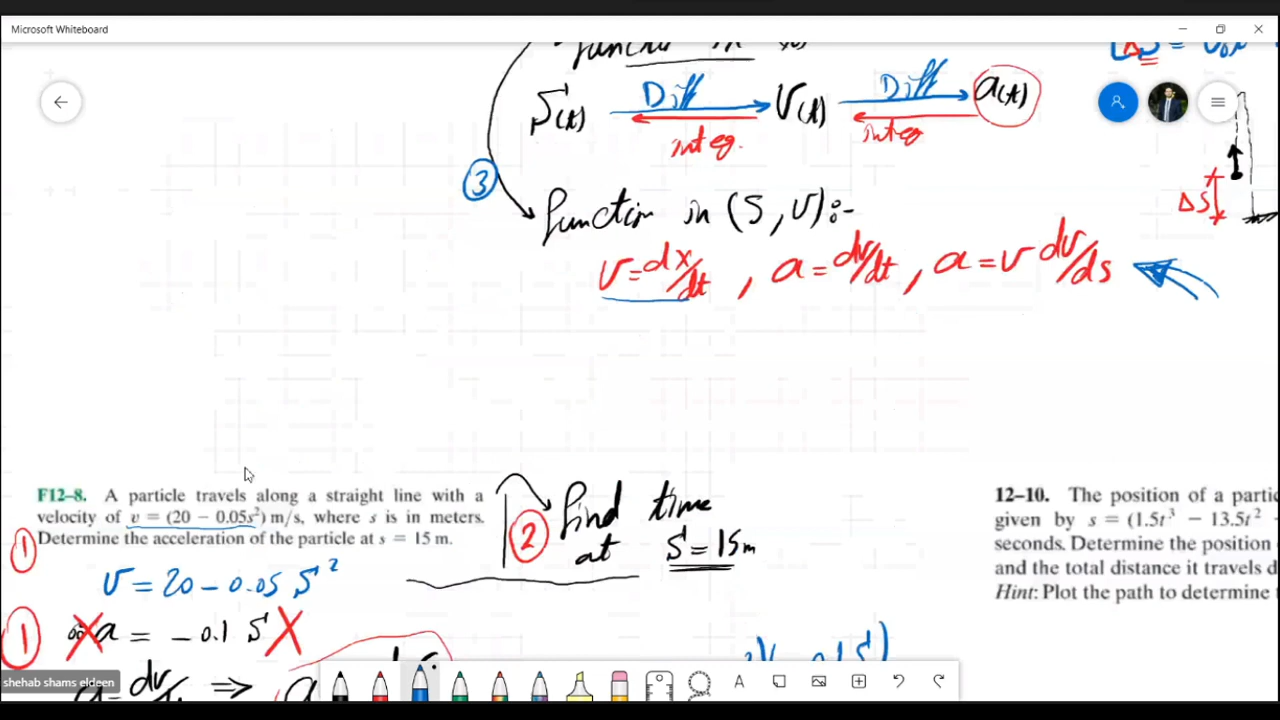 Microsoft Whiteboard
function in
S(t) Diff V(t) Diff a(t)
integ. integ
ΔS
③ function in (S, V):-
V = dx/dt , a = dv/dt , a = V dv/ds
F12–8. A particle travels along a straight line with a
velocity of v = (20 − 0.05s²) m/s, where s is in meters.
Determine the acceleration of the particle at s = 15 m.
①
② find time
at S = 15m
12–10. The position of a
given by s = (1.5t³ − 13.5t²
seconds. Determine the position
and the total distance it travels
Hint: Plot the path to determine
V = 20 - 0.05 S²
① a = - 0.1 S
shehab shams eldeen